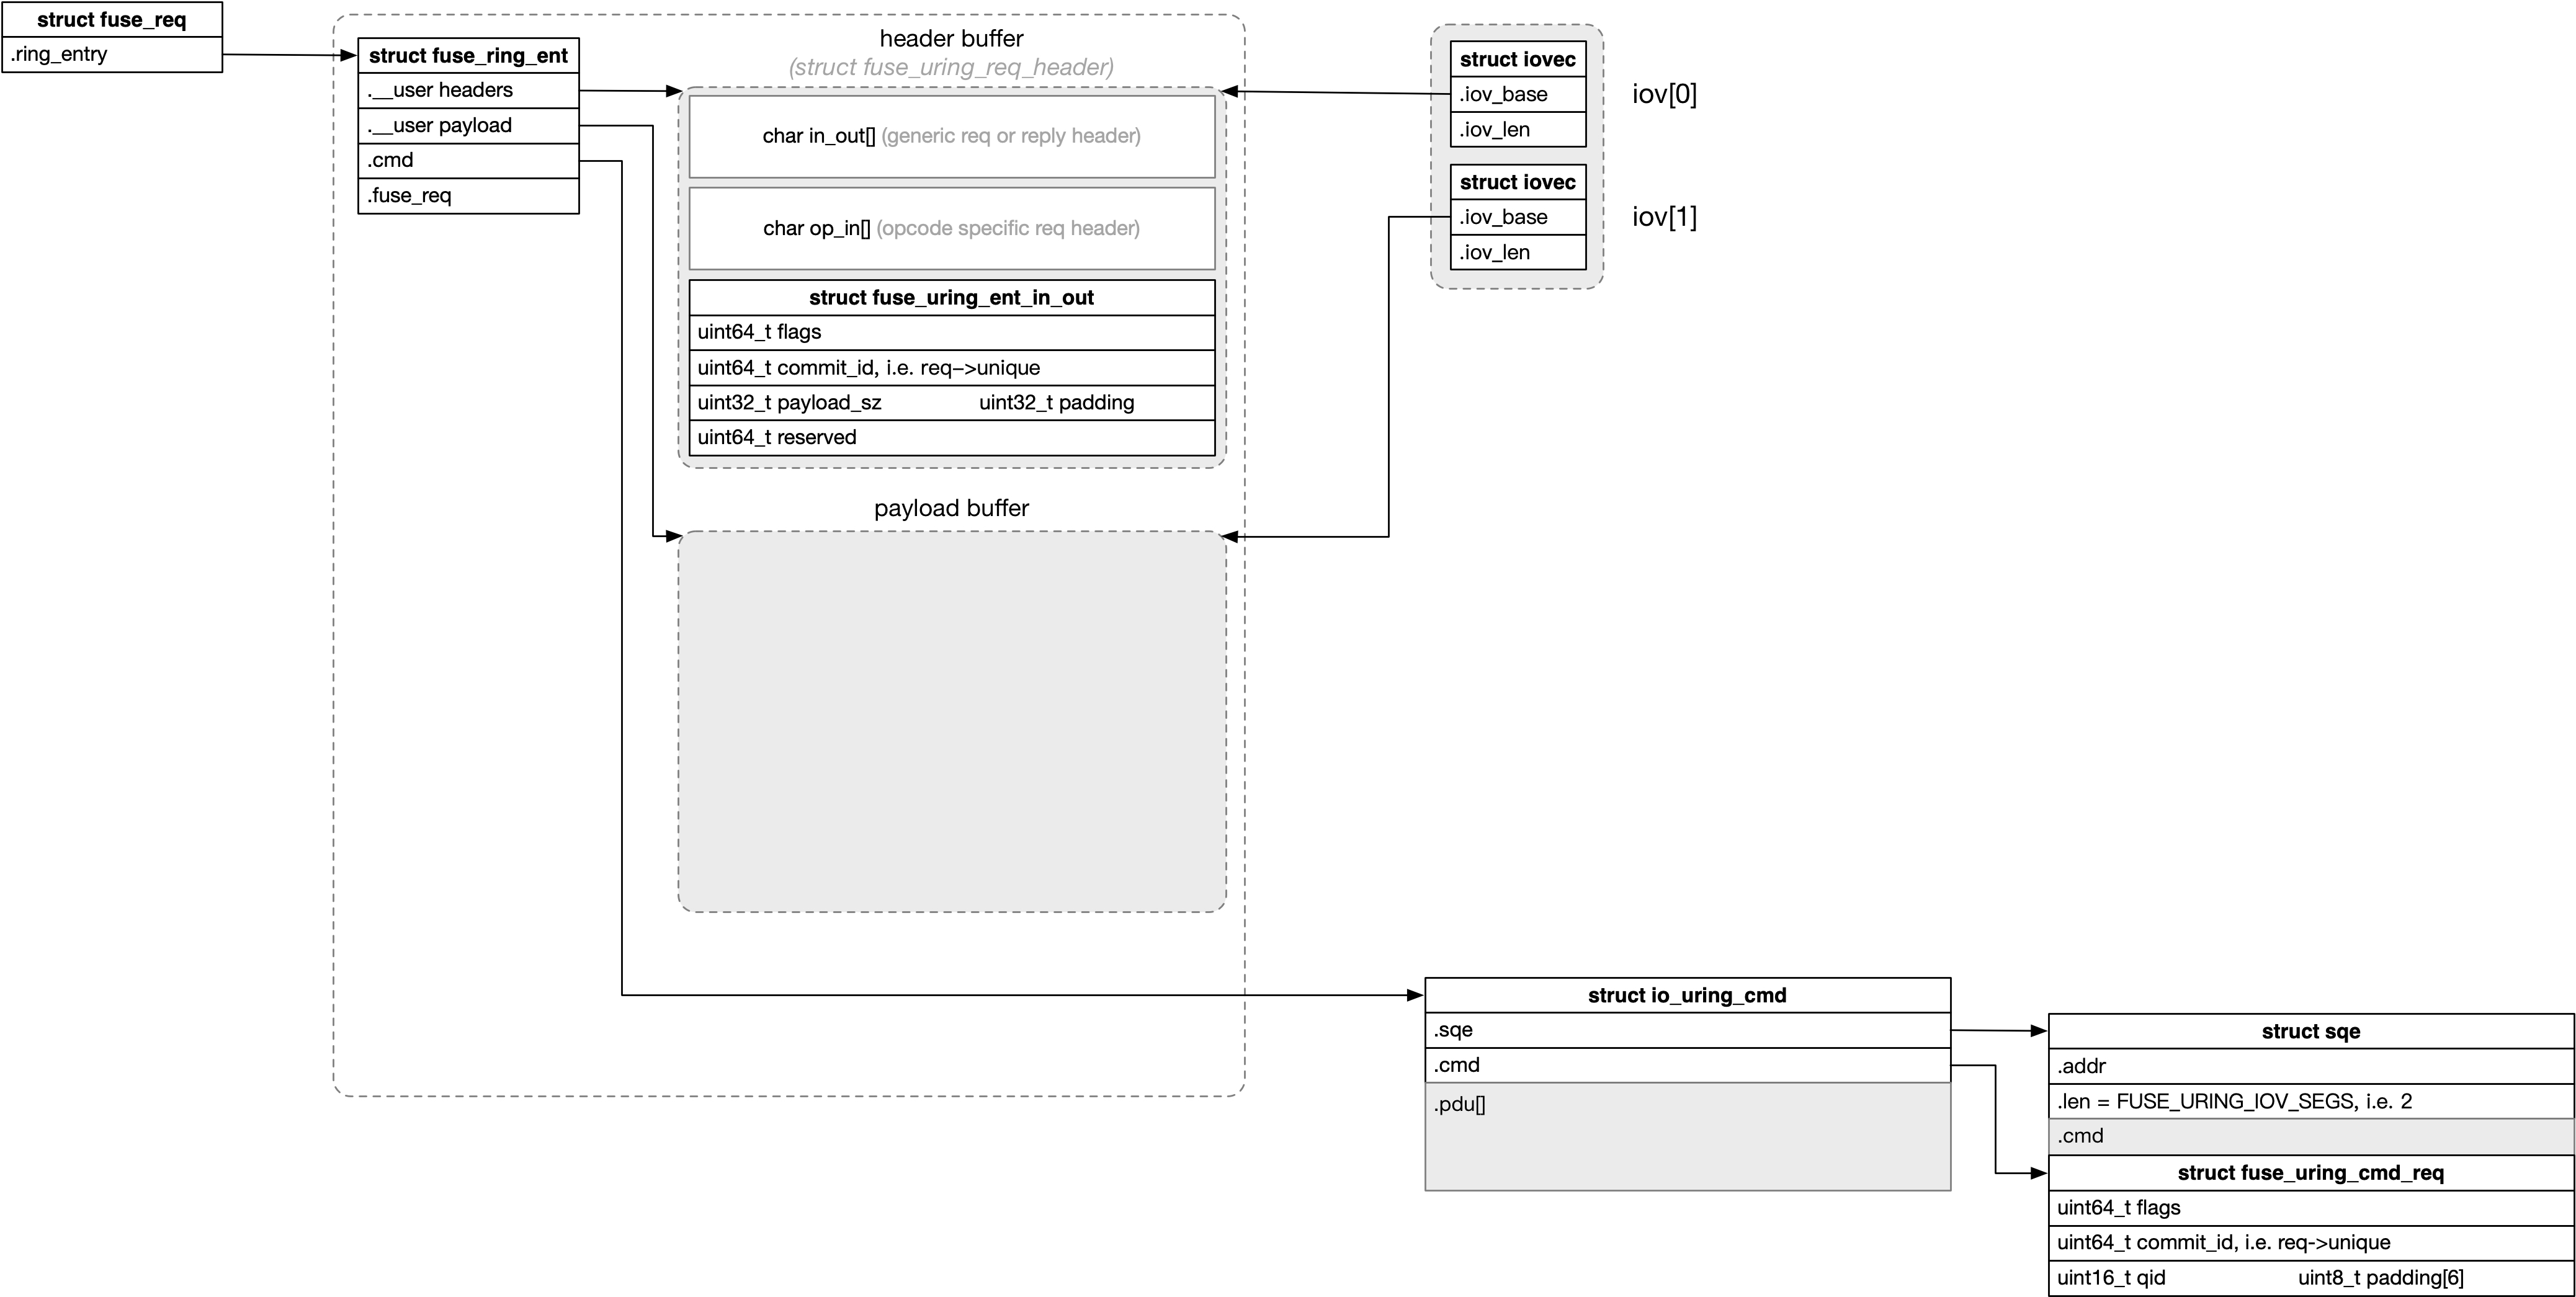 struct fuse_req
.ring_entry
struct fuse_ring_ent
.__user headers
.__user payload
.cmd
.fuse_req
header buffer
(struct fuse_uring_req_header)
char in_out[] (generic req or reply header)
char op_in[] (opcode specific req header)
struct fuse_uring_ent_in_out
uint64_t flags
uint64_t commit_id, i.e. req–>unique
uint32_t payload_sz uint32_t padding
uint64_t reserved
payload buffer
struct iovec
.iov_base
.iov_len
iov[0]
struct iovec
.iov_base
.iov_len
iov[1]
struct io_uring_cmd
.sqe
.cmd
.pdu[]
struct sqe
.addr
.len = FUSE_URING_IOV_SEGS, i.e. 2
.cmd
struct fuse_uring_cmd_req
uint64_t flags
uint64_t commit_id, i.e. req->unique
uint16_t qid uint8_t padding[6]